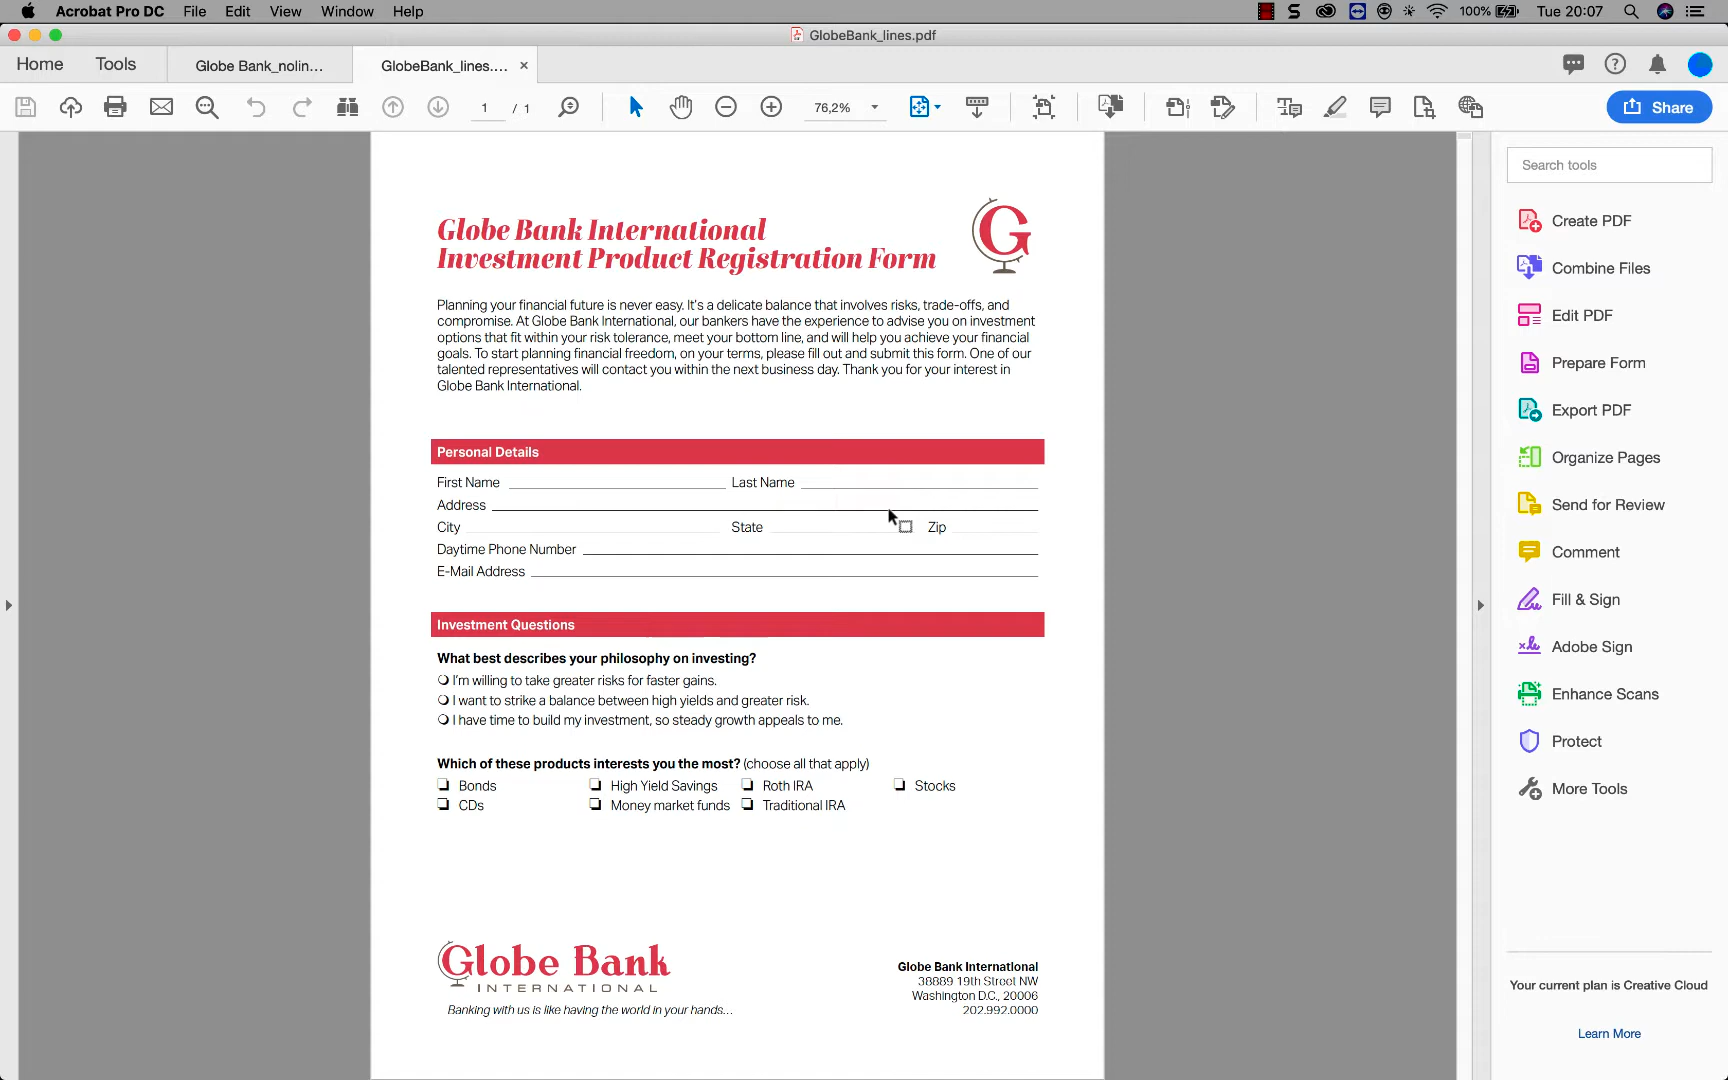 Acrobat Pro DC File Edit View Window Help 100% Tue 20:07
GlobeBank_lines.pdf
Home Tools Globe Bank_nolin... GlobeBank_lines.... ×
1 / 1 76,2% Share
Search tools
Create PDF
Combine Files
Edit PDF
Prepare Form
Export PDF
Organize Pages
Send for Review
Comment
Fill & Sign
Adobe Sign
Enhance Scans
Protect
More Tools
Your current plan is Creative Cloud
Learn More
Globe Bank International
Investment Product Registration Form
G
Planning your financial future is never easy. It's a delicate balance that involves risks, trade-offs, and
compromise. At Globe Bank International, our bankers have the experience to advise you on investment
options that fit within your risk tolerance, meet your bottom line, and will help you achieve your financial
goals. To start planning financial freedom, on your terms, please fill out and submit this form. One of our
talented representatives will contact you within the next business day. Thank you for your interest in
Globe Bank International.
Personal Details
First Name Last Name
Address
City State Zip
Daytime Phone Number
E-Mail Address
Investment Questions
What best describes your philosophy on investing?
I'm willing to take greater risks for faster gains.
I want to strike a balance between high yields and greater risk.
I have time to build my investment, so steady growth appeals to me.
Which of these products interests you the most? (choose all that apply)
Bonds High Yield Savings Roth IRA Stocks
CDs Money market funds Traditional IRA
Globe Bank
INTERNATIONAL
Banking with us is like having the world in your hands...
Globe Bank International
38889 19th Street NW
Washington D.C., 20006
202.992.0000